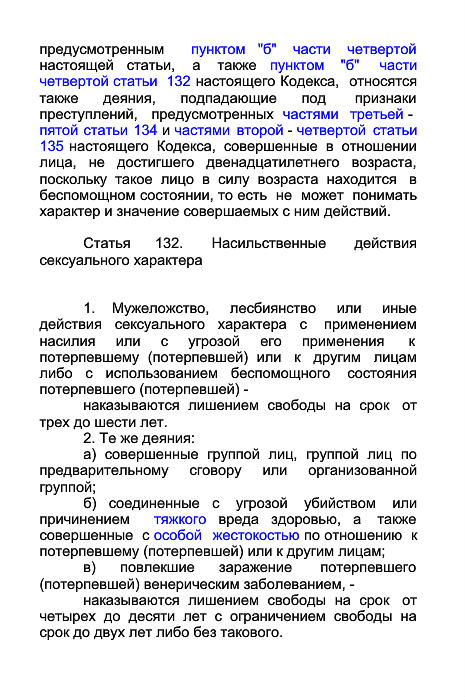 предусмотренным пунктом "б" части четвертой
настоящей статьи, а также пунктом "б" части
четвертой статьи 132 настоящего Кодекса, относятся
также деяния, подпадающие под признаки
преступлений, предусмотренных частями третьей -
пятой статьи 134 и частями второй - четвертой статьи
135 настоящего Кодекса, совершенные в отношении
лица, не достигшего двенадцатилетнего возраста,
поскольку такое лицо в силу возраста находится в
беспомощном состоянии, то есть не может понимать
характер и значение совершаемых с ним действий.
Статья 132. Насильственные действия
сексуального характера
1. Мужеложство, лесбиянство или иные
действия сексуального характера с применением
насилия или с угрозой его применения к
потерпевшему (потерпевшей) или к другим лицам
либо с использованием беспомощного состояния
потерпевшего (потерпевшей) -
наказываются лишением свободы на срок от
трех до шести лет.
2. Те же деяния:
а) совершенные группой лиц, группой лиц по
предварительному сговору или организованной
группой;
б) соединенные с угрозой убийством или
причинением тяжкого вреда здоровью, а также
совершенные с особой жестокостью по отношению к
потерпевшему (потерпевшей) или к другим лицам;
в) повлекшие заражение потерпевшего
(потерпевшей) венерическим заболеванием, -
наказываются лишением свободы на срок от
четырех до десяти лет с ограничением свободы на
срок до двух лет либо без такового.